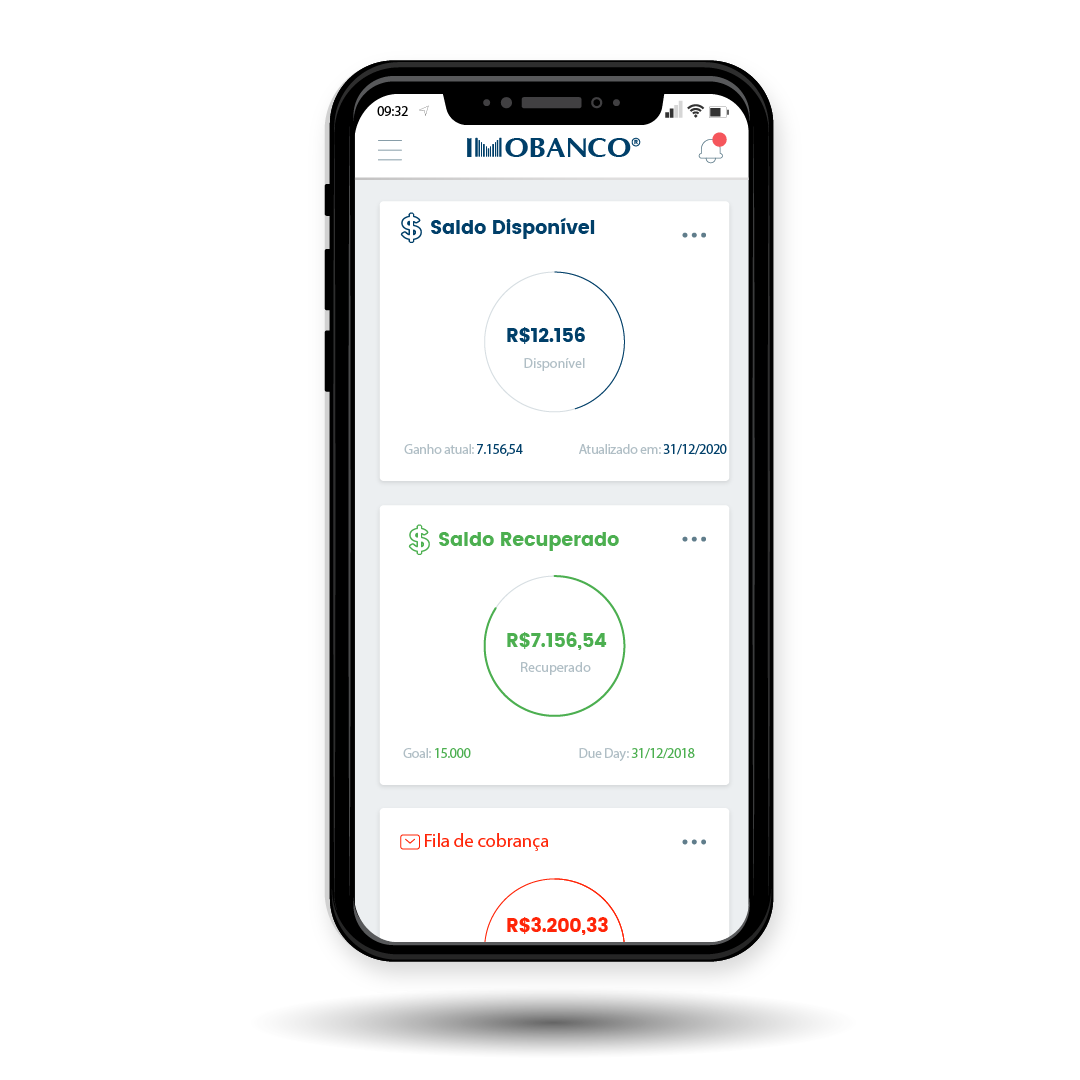 09:32
IMOBANCO®
Saldo Disponível
R$12.156
Disponível
Ganho atual: 7.156,54
Atualizado em: 31/12/2020
Saldo Recuperado
R$7.156,54
Recuperado
Goal: 15.000
Due Day: 31/12/2018
Fila de cobrança
R$3.200,33